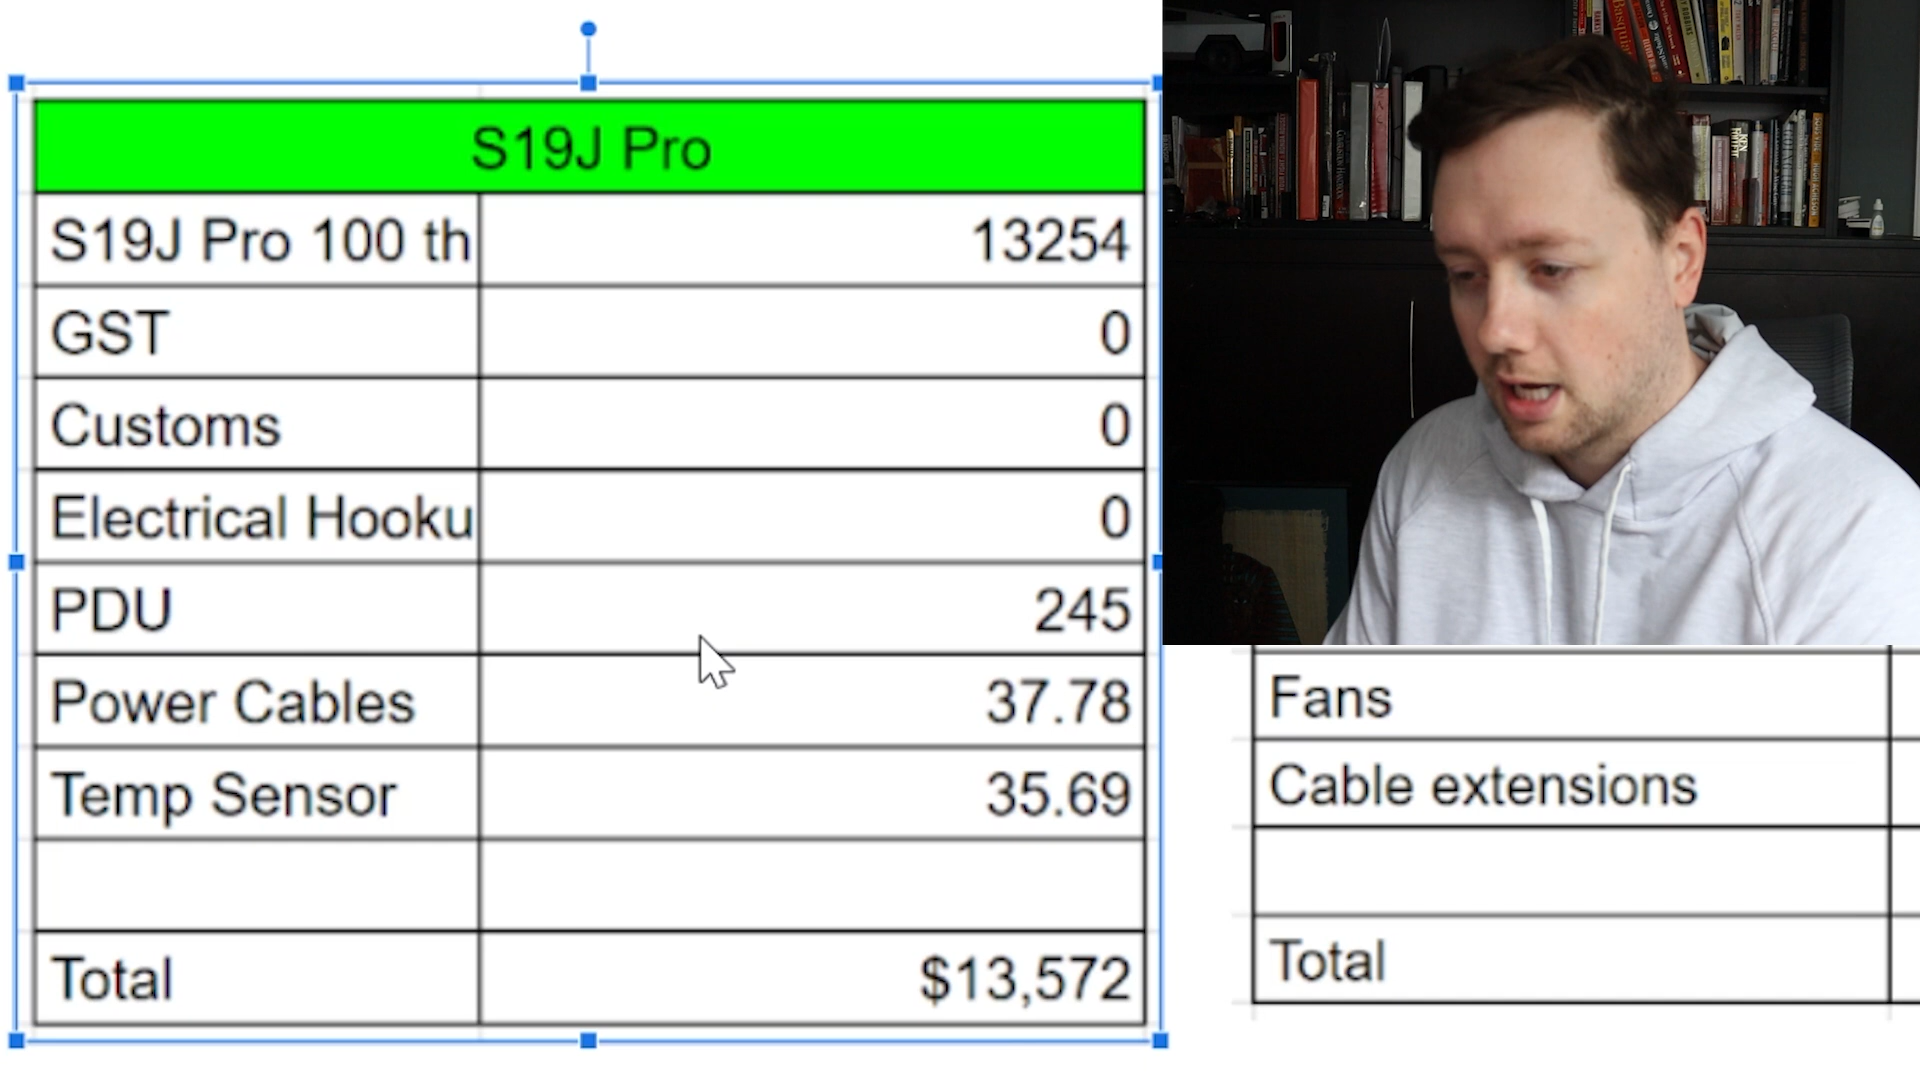 S19J Pro
S19J Pro 100 th 13254
GST 0
Customs 0
Electrical Hooku 0
PDU 245
Power Cables 37.78
Temp Sensor 35.69
Total $13,572
Fans
Cable extensions
Total